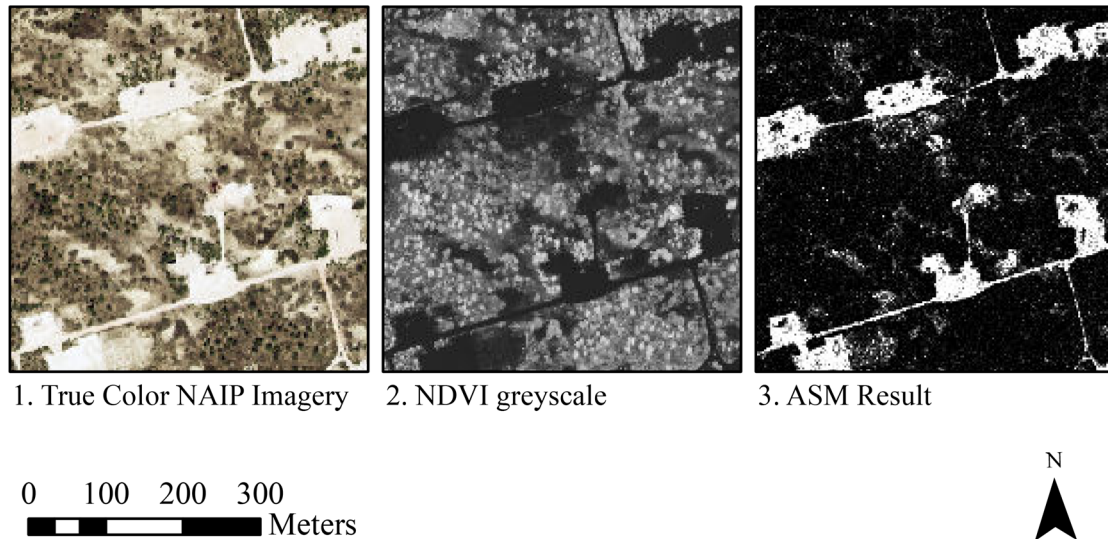 1. True Color NAIP Imagery
2. NDVI greyscale
3. ASM Result
0 100 200 300
Meters
N